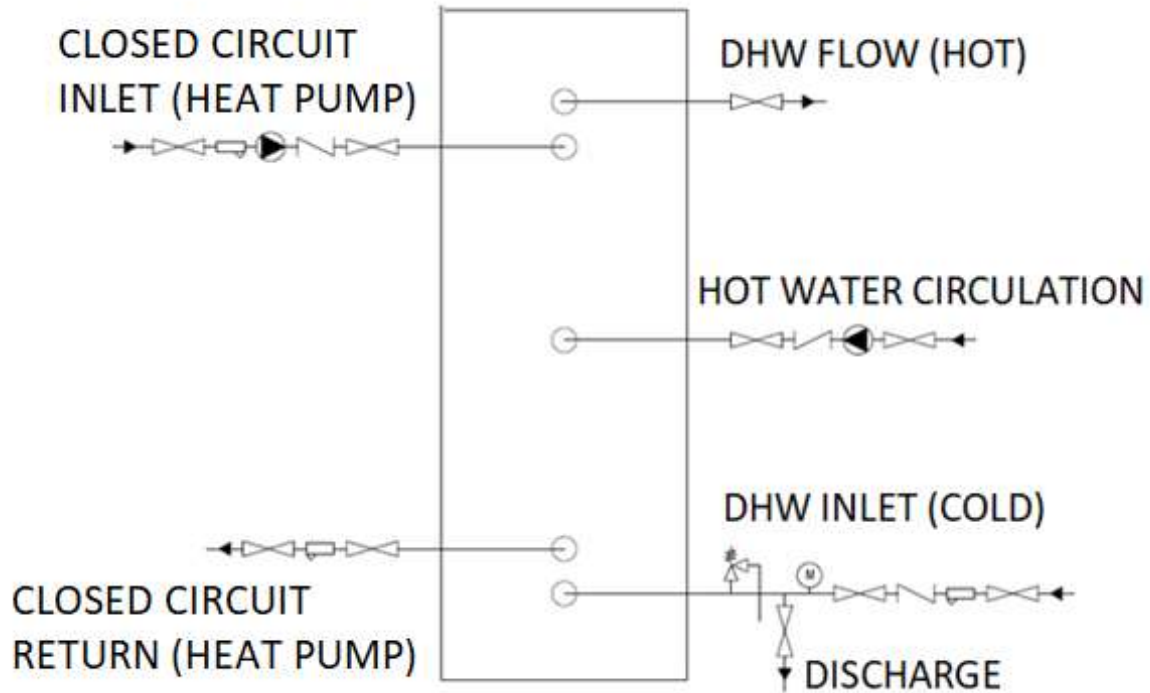 CLOSED CIRCUIT
INLET (HEAT PUMP)
DHW FLOW (HOT)
HOT WATER CIRCULATION
DHW INLET (COLD)
M
CLOSED CIRCUIT
RETURN (HEAT PUMP)
DISCHARGE